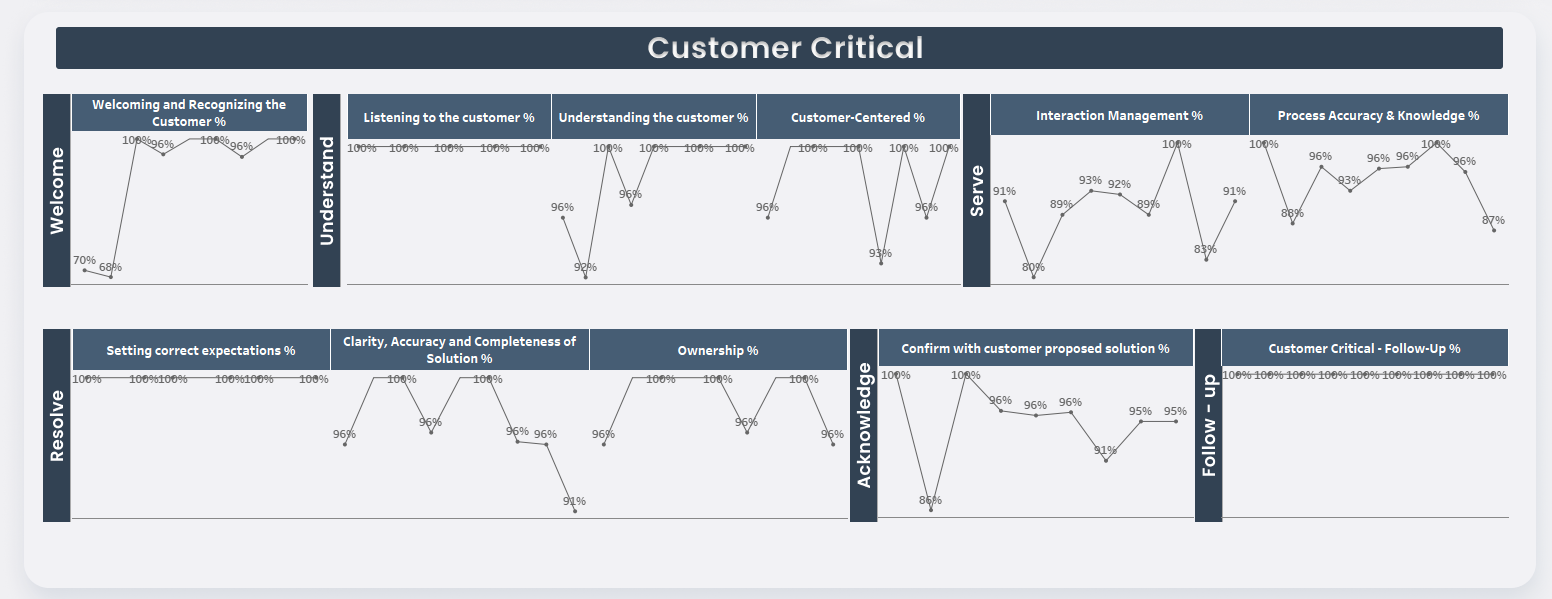 Customer Critical
Welcome
Welcoming and Recognizing the
Customer %
70% 68% 100% 96% 100% 96% 100%
Understand
Listening to the customer %
100% 100% 100% 100% 100%
Understanding the customer %
96% 92% 100% 96% 100% 100% 100%
Customer-Centered %
96% 100% 100% 93% 100% 96% 100%
Serve
Interaction Management %
91% 80% 89% 93% 92% 89% 100% 83% 91%
Process Accuracy & Knowledge %
100% 88% 96% 93% 96% 96% 100% 96% 87%
Resolve
Setting correct expectations %
100% 100% 100% 100% 100% 100%
Clarity, Accuracy and Completeness of
Solution %
96% 100% 96% 100% 96% 96% 91%
Ownership %
96% 100% 100% 96% 100% 96%
Acknowledge
Confirm with customer proposed solution %
100% 86% 100% 96% 96% 96% 91% 95% 95%
Follow - up
Customer Critical - Follow-Up %
100% 100% 100% 100% 100% 100% 100% 100% 100%